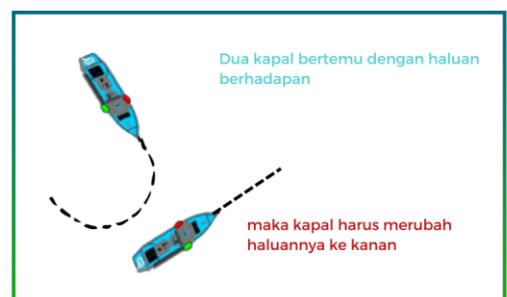 Dua kapal bertemu dengan haluan
berhadapan
maka kapal harus merubah
haluannya ke kanan